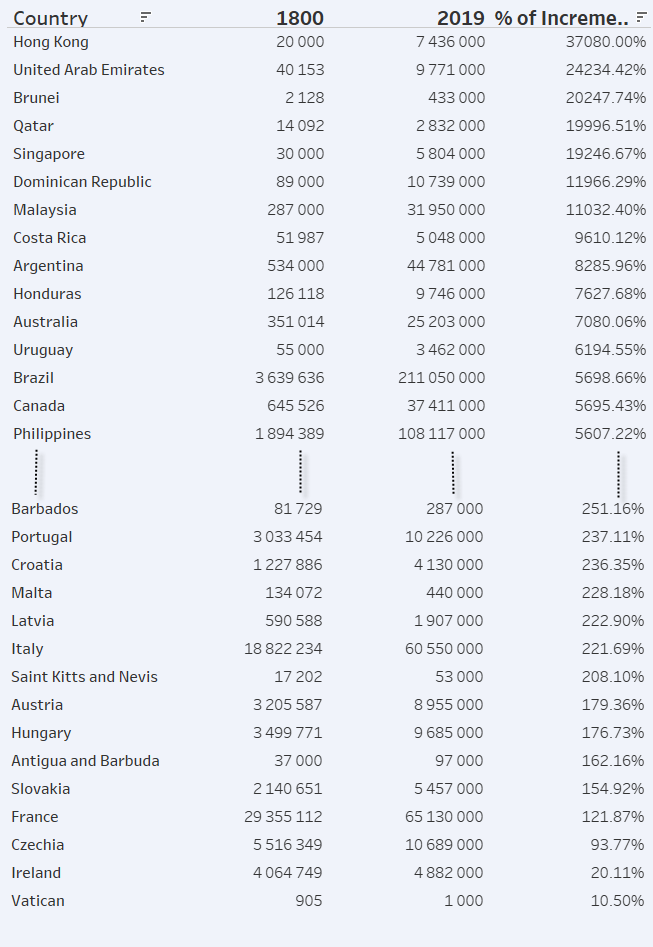 Country 1800 2019 % of Increme..
Hong Kong 20 000 7 436 000 37080.00%
United Arab Emirates 40 153 9 771 000 24234.42%
Brunei 2 128 433 000 20247.74%
Qatar 14 092 2 832 000 19996.51%
Singapore 30 000 5 804 000 19246.67%
Dominican Republic 89 000 10 739 000 11966.29%
Malaysia 287 000 31 950 000 11032.40%
Costa Rica 51 987 5 048 000 9610.12%
Argentina 534 000 44 781 000 8285.96%
Honduras 126 118 9 746 000 7627.68%
Australia 351 014 25 203 000 7080.06%
Uruguay 55 000 3 462 000 6194.55%
Brazil 3 639 636 211 050 000 5698.66%
Canada 645 526 37 411 000 5695.43%
Philippines 1 894 389 108 117 000 5607.22%
Barbados 81 729 287 000 251.16%
Portugal 3 033 454 10 226 000 237.11%
Croatia 1 227 886 4 130 000 236.35%
Malta 134 072 440 000 228.18%
Latvia 590 588 1 907 000 222.90%
Italy 18 822 234 60 550 000 221.69%
Saint Kitts and Nevis 17 202 53 000 208.10%
Austria 3 205 587 8 955 000 179.36%
Hungary 3 499 771 9 685 000 176.73%
Antigua and Barbuda 37 000 97 000 162.16%
Slovakia 2 140 651 5 457 000 154.92%
France 29 355 112 65 130 000 121.87%
Czechia 5 516 349 10 689 000 93.77%
Ireland 4 064 749 4 882 000 20.11%
Vatican 905 1 000 10.50%